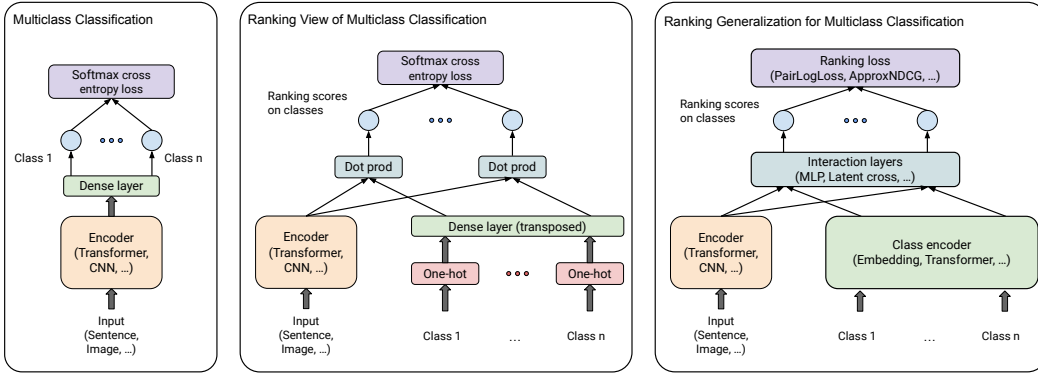 Multiclass Classification
Softmax cross
entropy loss
Class 1
Class n
Dense layer
Encoder
(Transformer,
CNN, ...)
Input
(Sentence,
Image, ...)
Ranking View of Multiclass Classification
Softmax cross
entropy loss
Ranking scores
on classes
Dot prod
Dot prod
Encoder
(Transformer,
CNN, ...)
Dense layer (transposed)
One-hot
One-hot
Input
(Sentence,
Image, ...)
Class 1
...
Class n
Ranking Generalization for Multiclass Classification
Ranking loss
(PairLogLoss, ApproxNDCG, ...)
Ranking scores
on classes
Interaction layers
(MLP, Latent cross, ...)
Encoder
(Transformer,
CNN, ...)
Class encoder
(Embedding, Transformer, ...)
Input
(Sentence,
Image, ...)
Class 1
...
Class n